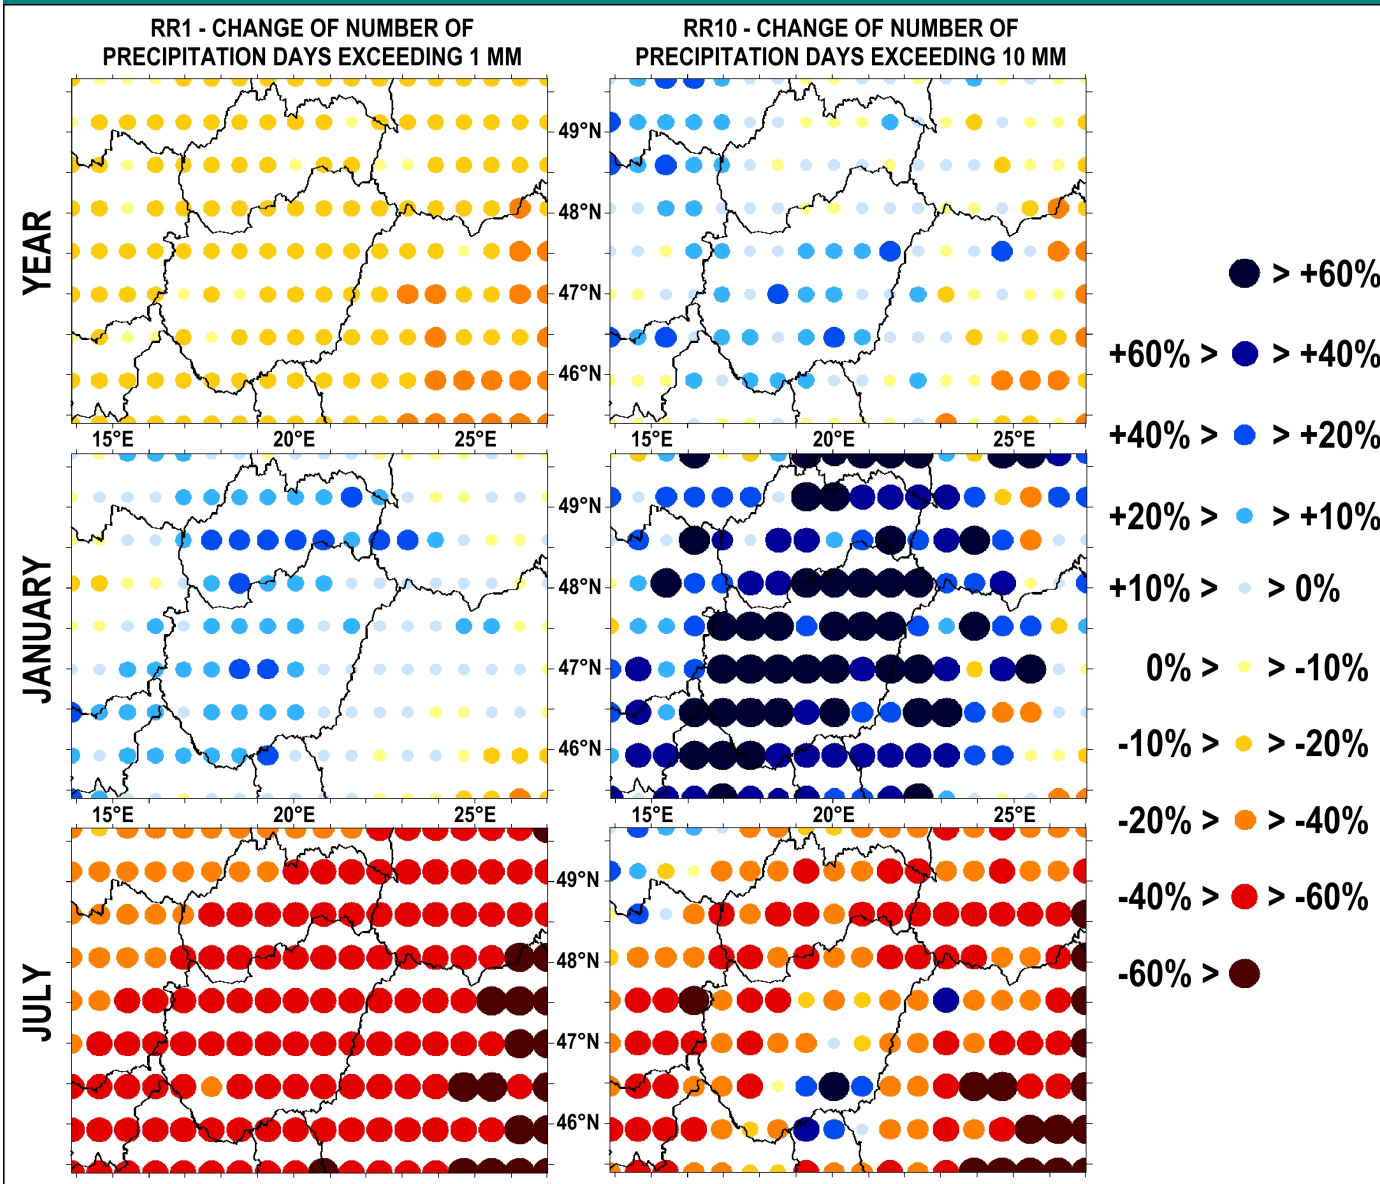 RR1 - CHANGE OF NUMBER OF
PRECIPITATION DAYS EXCEEDING 1 MM
RR10 - CHANGE OF NUMBER OF
PRECIPITATION DAYS EXCEEDING 10 MM
YEAR
49°N
48°N
47°N
46°N
15°E 20°E 25°E
15°E 20°E 25°E
JANUARY
49°N
48°N
47°N
46°N
15°E 20°E 25°E
15°E 20°E 25°E
JULY
49°N
48°N
47°N
46°N
> +60%
+60% > > +40%
+40% > > +20%
+20% > > +10%
+10% > > 0%
0% > > -10%
-10% > > -20%
-20% > > -40%
-40% > > -60%
-60% >